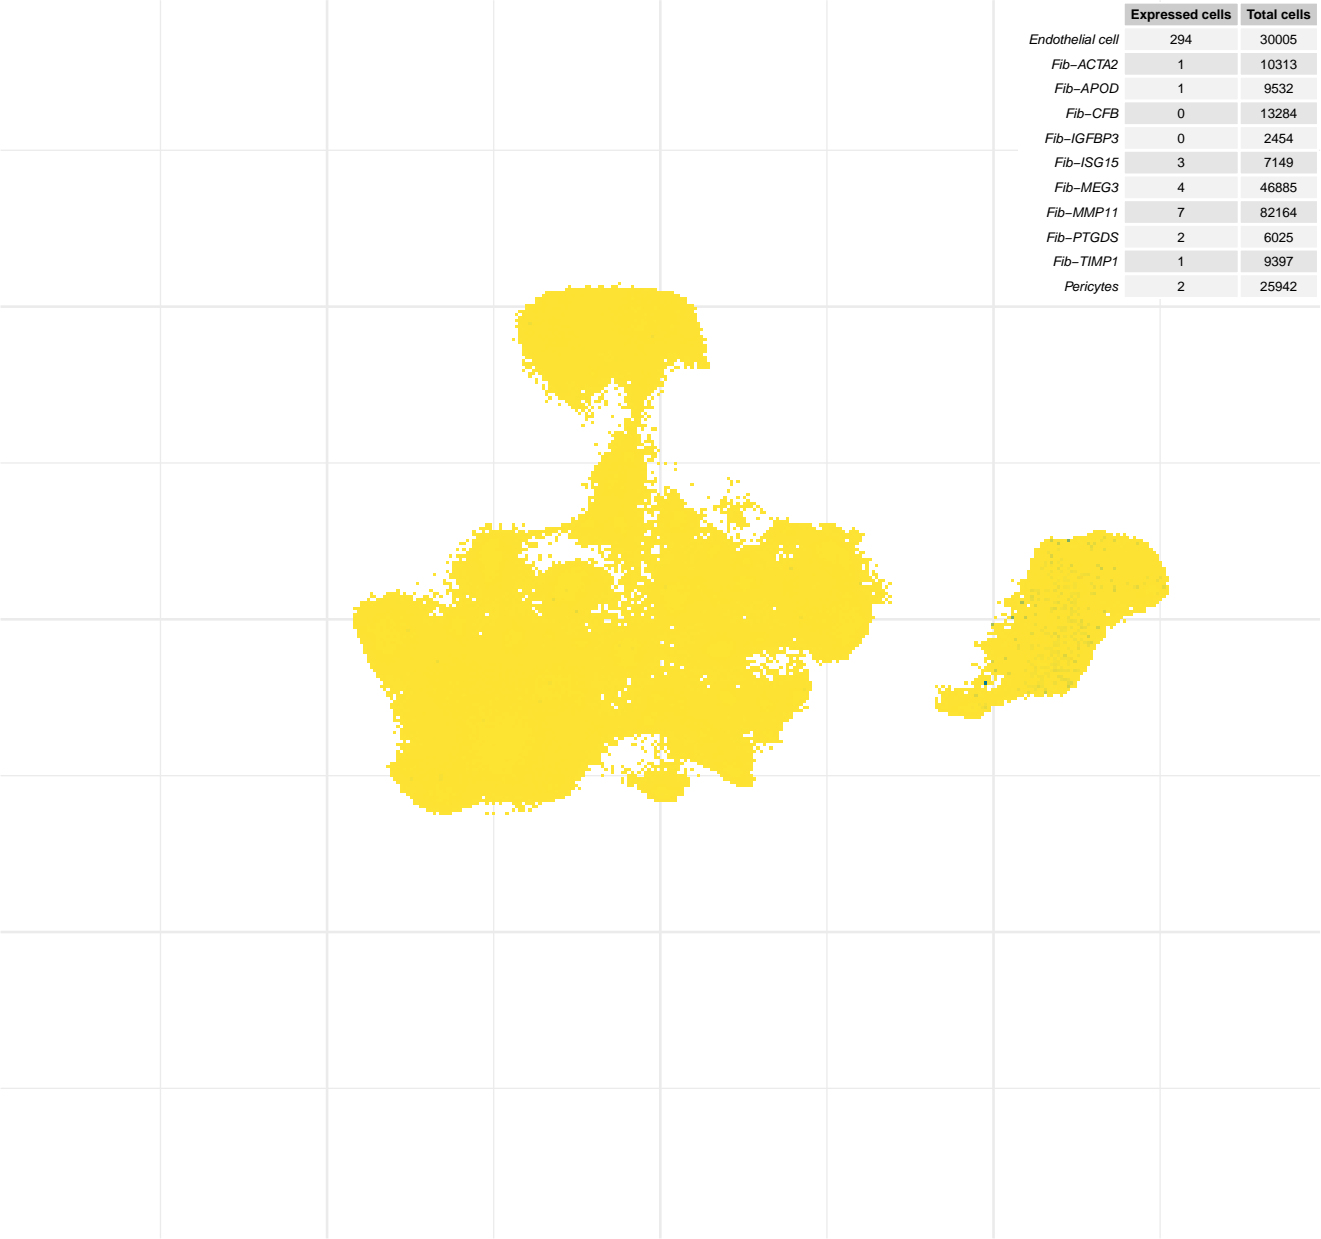 Expressed cells Total cells
Endothelial cell 294 30005
Fib−ACTA2 1 10313
Fib−APOD 1 9532
Fib−CFB 0 13284
Fib−IGFBP3 0 2454
Fib−ISG15 3 7149
Fib−MEG3 4 46885
Fib−MMP11 7 82164
Fib−PTGDS 2 6025
Fib−TIMP1 1 9397
Pericytes 2 25942